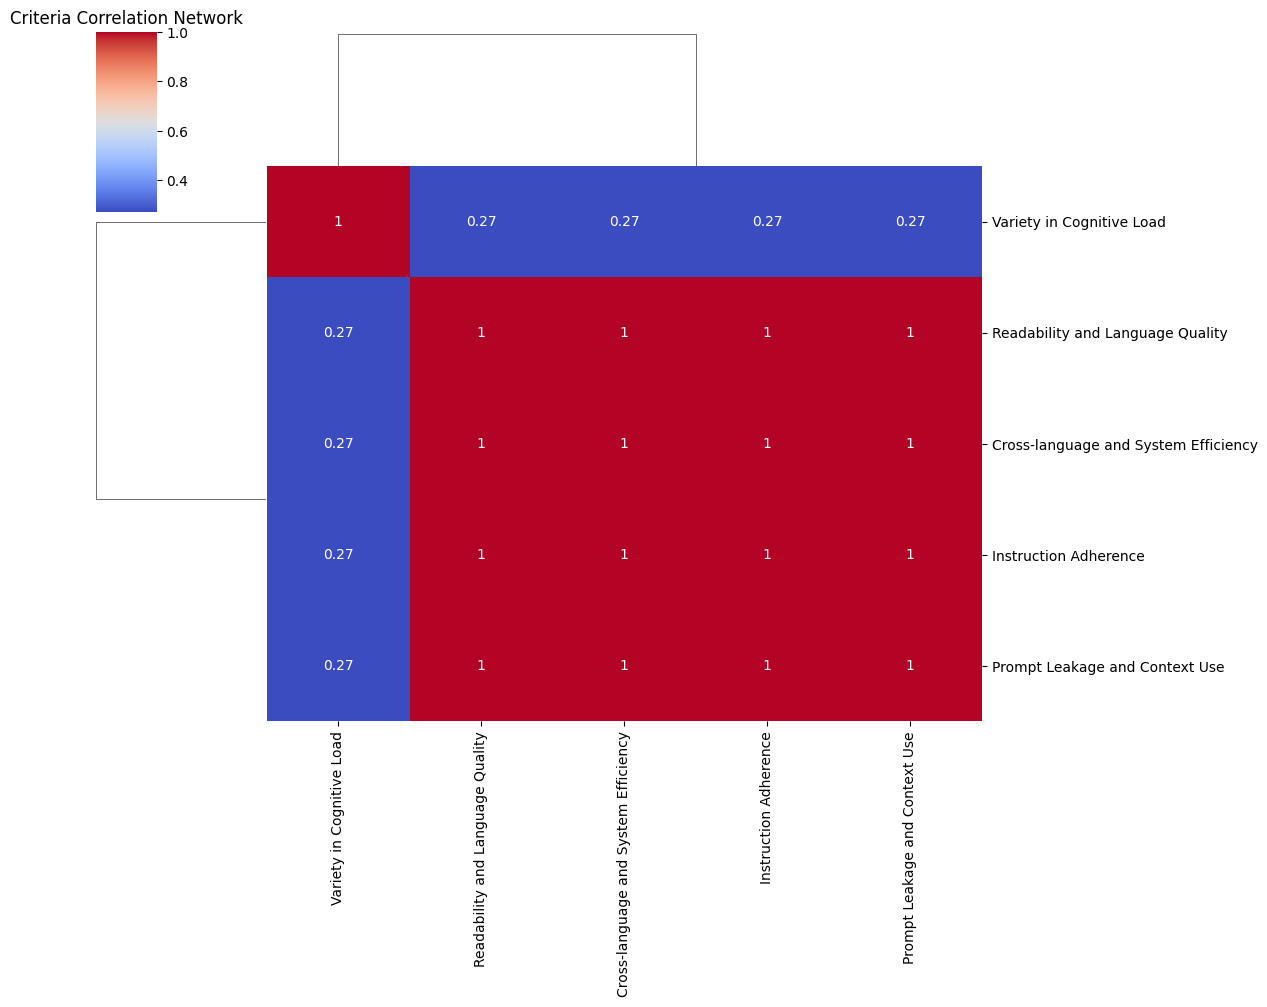 Criteria Correlation Network
1.0
0.8
0.6
0.4
1 0.27 0.27 0.27 0.27 Variety in Cognitive Load
0.27 1 1 1 1 Readability and Language Quality
0.27 1 1 1 1 Cross-language and System Efficiency
0.27 1 1 1 1 Instruction Adherence
0.27 1 1 1 1 Prompt Leakage and Context Use
Variety in Cognitive Load
Readability and Language Quality
Cross-language and System Efficiency
Instruction Adherence
Prompt Leakage and Context Use